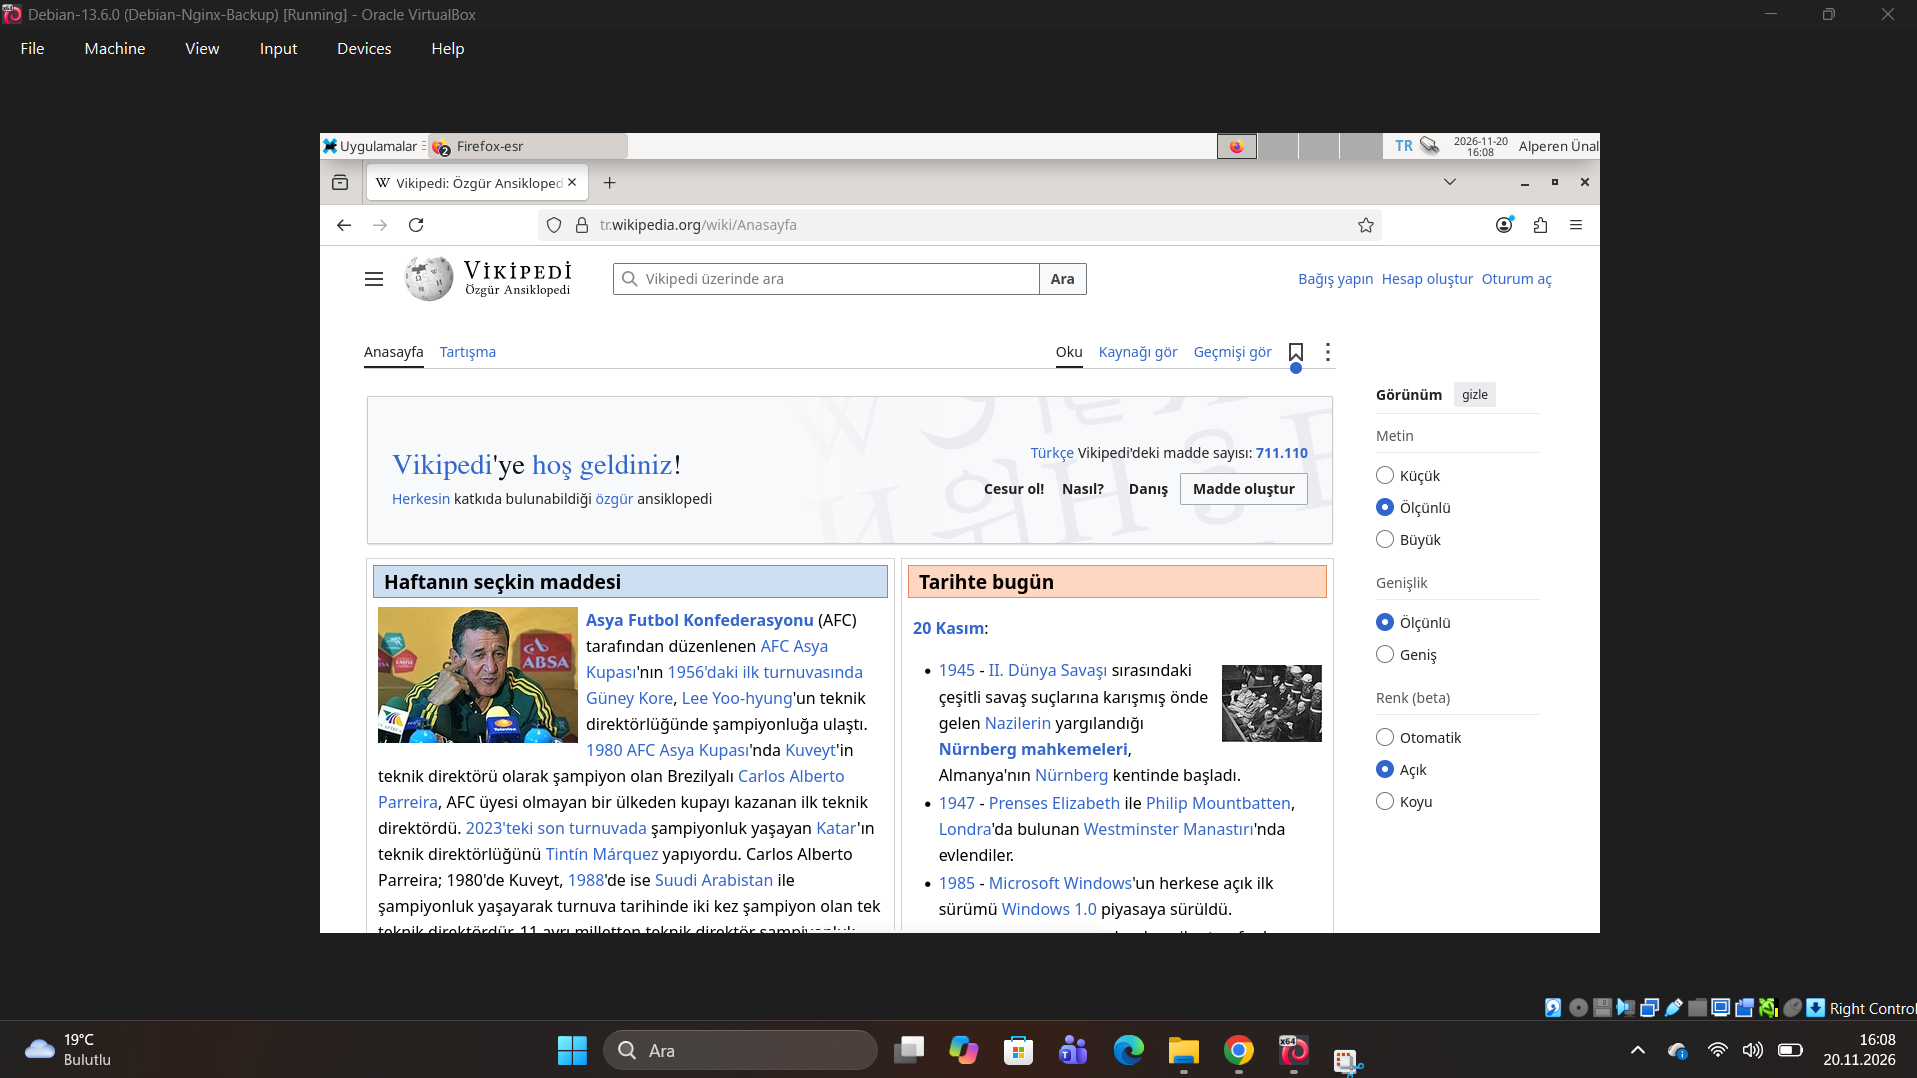 Debian-13.6.0 (Debian-Nginx-Backup) [Running] - Oracle VirtualBox
File Machine View Input Devices Help
Uygulamalar Firefox-esr TR 2026-11-20 16:08 Alperen Ünal
Vikipedi: Özgür Ansikloped
tr.wikipedia.org/wiki/Anasayfa
VİKİPEDİ
Özgür Ansiklopedi
Vikipedi üzerinde ara
Ara
Bağış yapın Hesap oluştur Oturum aç
Anasayfa Tartışma Oku Kaynağı gör Geçmişi gör
Vikipedi'ye hoş geldiniz!
Herkesin katkıda bulunabildiği özgür ansiklopedi
Türkçe Vikipedi'deki madde sayısı: 711.110
Cesur ol! Nasıl? Danış Madde oluştur
Haftanın seçkin maddesi
ABSA
Asya Futbol Konfederasyonu (AFC)
tarafından düzenlenen AFC Asya
Kupası'nın 1956'daki ilk turnuvasında
Güney Kore, Lee Yoo-hyung'un teknik
direktörlüğünde şampiyonluğa ulaştı.
1980 AFC Asya Kupası'nda Kuveyt'in
teknik direktörü olarak şampiyon olan Brezilyalı Carlos Alberto
Parreira, AFC üyesi olmayan bir ülkeden kupayı kazanan ilk teknik
direktördü. 2023'teki son turnuvada şampiyonluk yaşayan Katar'ın
teknik direktörlüğünü Tintín Márquez yapıyordu. Carlos Alberto
Parreira; 1980'de Kuveyt, 1988'de ise Suudi Arabistan ile
şampiyonluk yaşayarak turnuva tarihinde iki kez şampiyon olan tek
teknik direktördür. 11 ayrı milletten teknik direktör şampiyonluk
Tarihte bugün
20 Kasım:
1945 - II. Dünya Savaşı sırasındaki
çeşitli savaş suçlarına karışmış önde
gelen Nazilerin yargılandığı
Nürnberg mahkemeleri,
Almanya'nın Nürnberg kentinde başladı.
1947 - Prenses Elizabeth ile Philip Mountbatten,
Londra'da bulunan Westminster Manastırı'nda
evlendiler.
1985 - Microsoft Windows'un herkese açık ilk
sürümü Windows 1.0 piyasaya sürüldü.
Görünüm gizle
Metin
Küçük
Ölçünlü
Büyük
Genişlik
Ölçünlü
Geniş
Renk (beta)
Otomatik
Açık
Koyu
Right Control
19°C
Bulutlu
Ara
16:08
20.11.2026